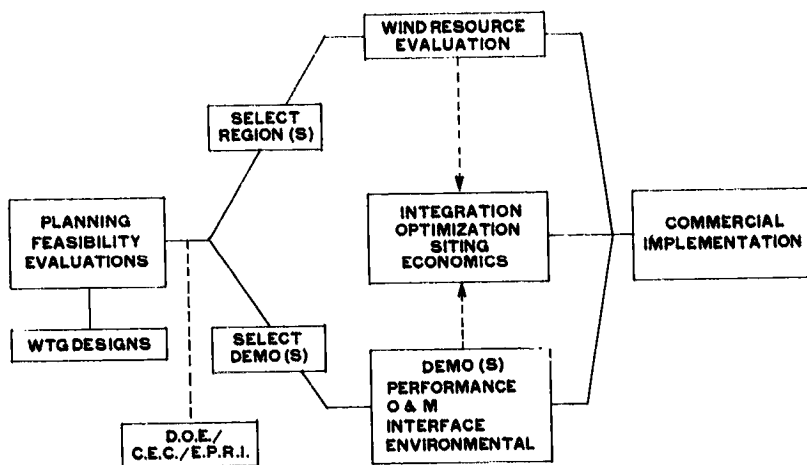 WIND RESOURCE
EVALUATION
SELECT
REGION (S)
PLANNING
FEASIBILITY
EVALUATIONS
INTEGRATION
OPTIMIZATION
SITING
ECONOMICS
COMMERCIAL
IMPLEMENTATION
WTG DESIGNS
SELECT
DEMO (S)
DEMO (S)
PERFORMANCE
O & M
INTERFACE
ENVIRONMENTAL
D.O.E./
C.E.C./E.P.R.I.